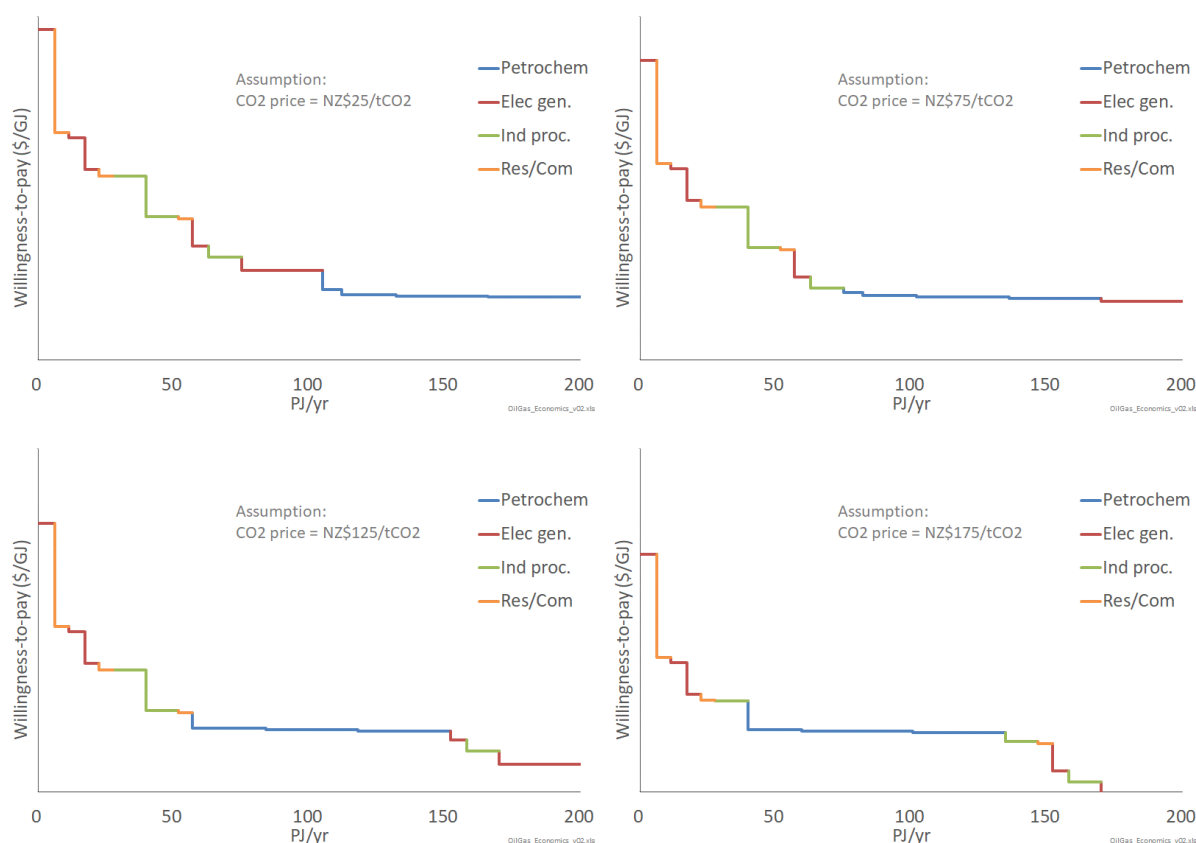 Willingness-to-pay ($/GJ)
Assumption:
CO2 price = NZ$25/tCO2
Petrochem
Elec gen.
Ind proc.
Res/Com
0 50 100 150 200
PJ/yr
OilGas_Economics_v02.xls
Willingness-to-pay ($/GJ)
Assumption:
CO2 price = NZ$75/tCO2
Petrochem
Elec gen.
Ind proc.
Res/Com
0 50 100 150 200
PJ/yr
OilGas_Economics_v02.xls
Willingness-to-pay ($/GJ)
Assumption:
CO2 price = NZ$125/tCO2
Petrochem
Elec gen.
Ind proc.
Res/Com
0 50 100 150 200
PJ/yr
OilGas_Economics_v02.xls
Willingness-to-pay ($/GJ)
Assumption:
CO2 price = NZ$175/tCO2
Petrochem
Elec gen.
Ind proc.
Res/Com
0 50 100 150 200
PJ/yr
OilGas_Economics_v02.xls